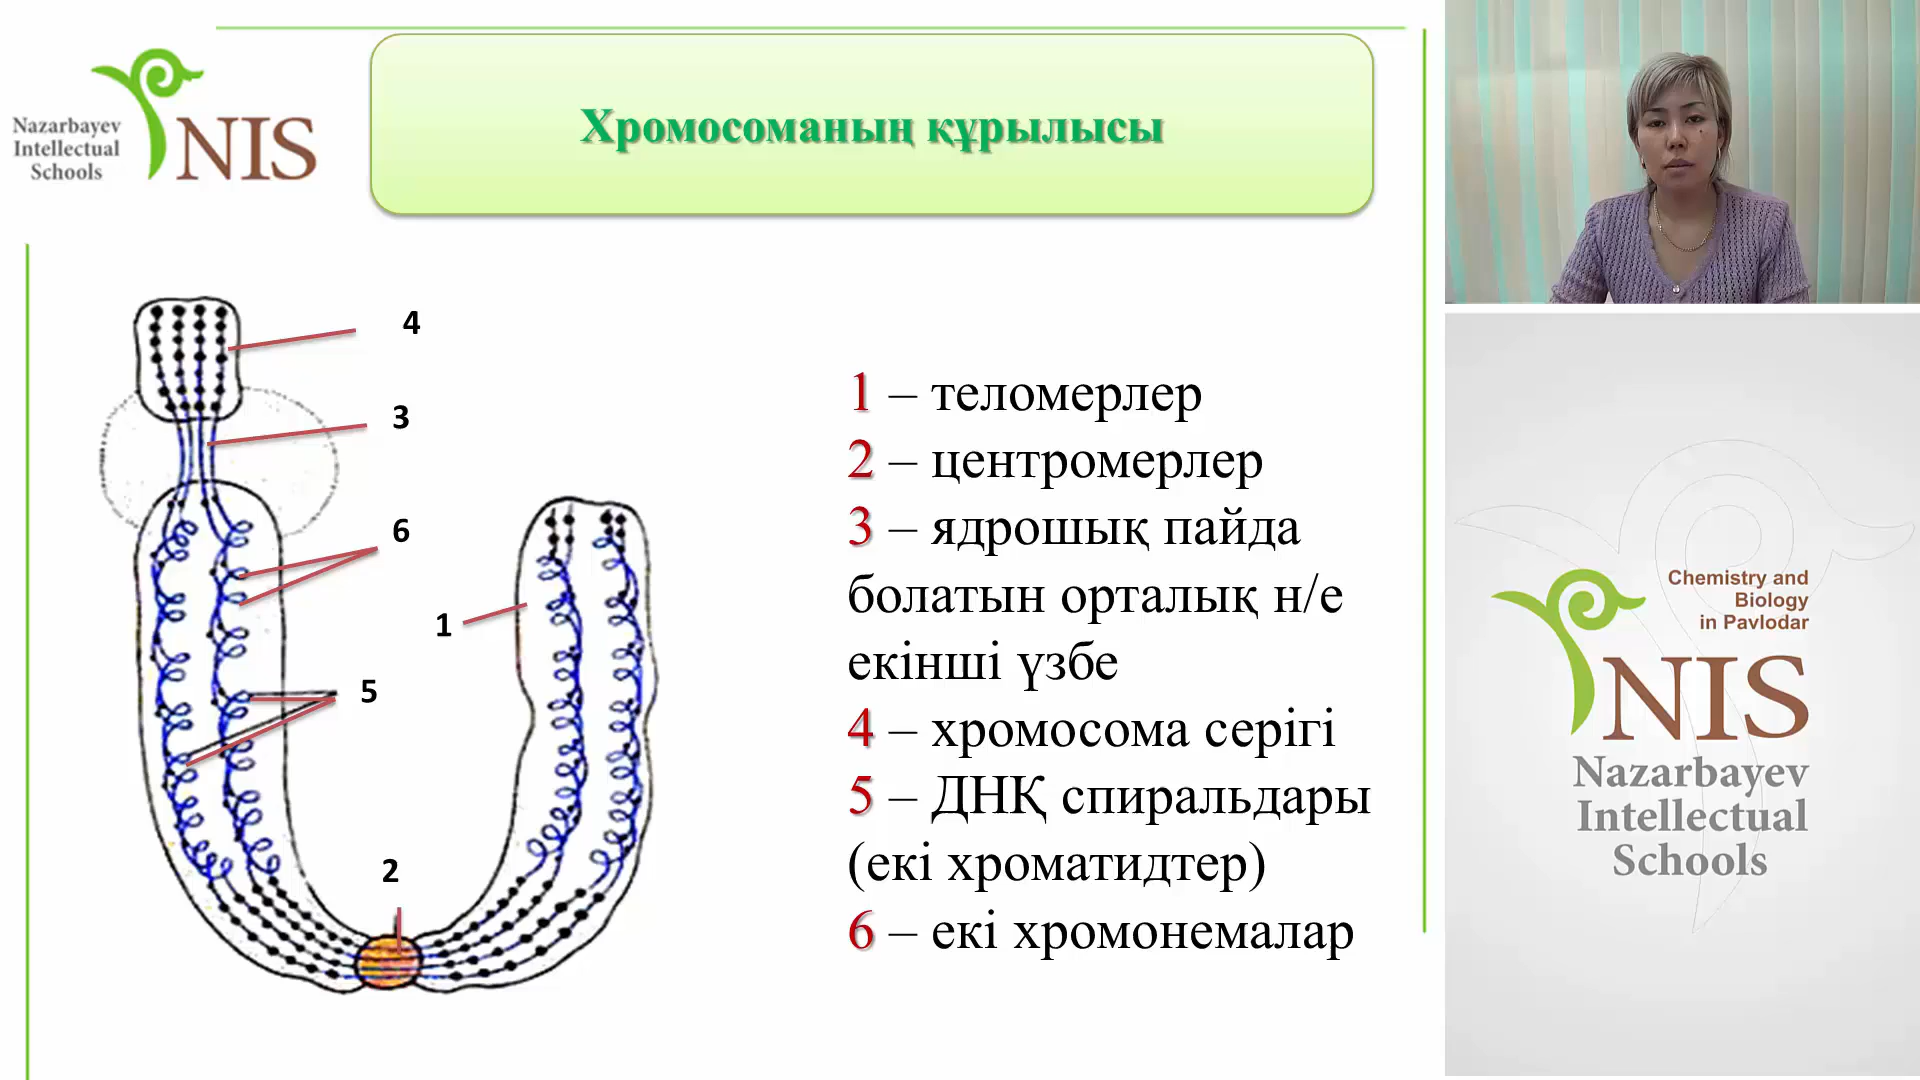 Nazarbayev
Intellectual
Schools
NIS
Хромосоманың құрылысы
4
3
6
1
5
2
1 – теломерлер
2 – центромерлер
3 – ядрошық пайда
болатын орталық н/е
екінші үзбе
4 – хромосома серігі
5 – ДНҚ спиральдары
(екі хроматидтер)
6 – екі хромонемалар
Chemistry and
Biology
in Pavlodar
NIS
Nazarbayev
Intellectual
Schools